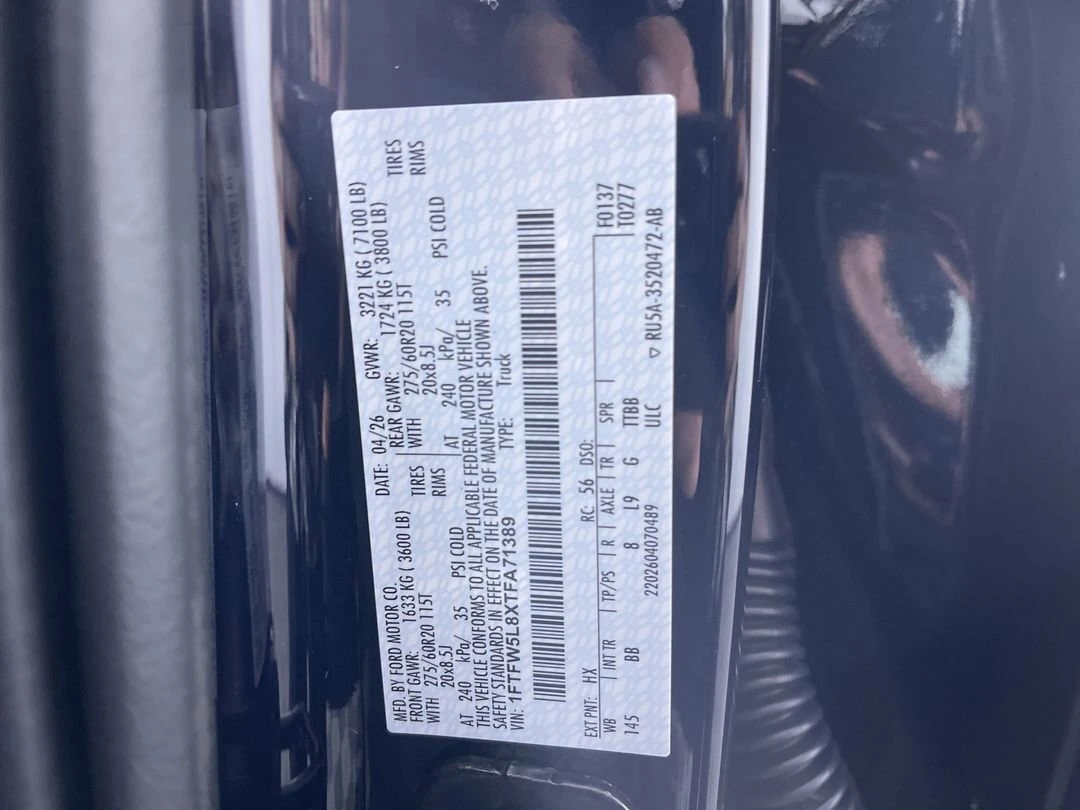 MFD. BY FORD MOTOR CO.
DATE: 04/26 GVWR: 3221 KG ( 7100 LB)
FRONT GAWR: 1633 KG ( 3600 LB) REAR GAWR: 1724 KG ( 3800 LB)
WITH 275/60R20 115T TIRES WITH 275/60R20 115T TIRES
20x8.5J RIMS 20x8.5J RIMS
AT 240 kPa/ 35 PSI COLD AT 240 kPa/ 35 PSI COLD
THIS VEHICLE CONFORMS TO ALL APPLICABLE FEDERAL MOTOR VEHICLE
SAFETY STANDARDS IN EFFECT ON THE DATE OF MANUFACTURE SHOWN ABOVE.
VIN: 1FTFW5L8XTFA71389 TYPE: Truck
EXT PNT: HX RC: 56 DSO: F0137
WB INT TR TP/PS R AXLE TR SPR T0277
145 BB 8 L9 G TTBB
2202604070489 ULC ▽ RU5A-3520472-AB